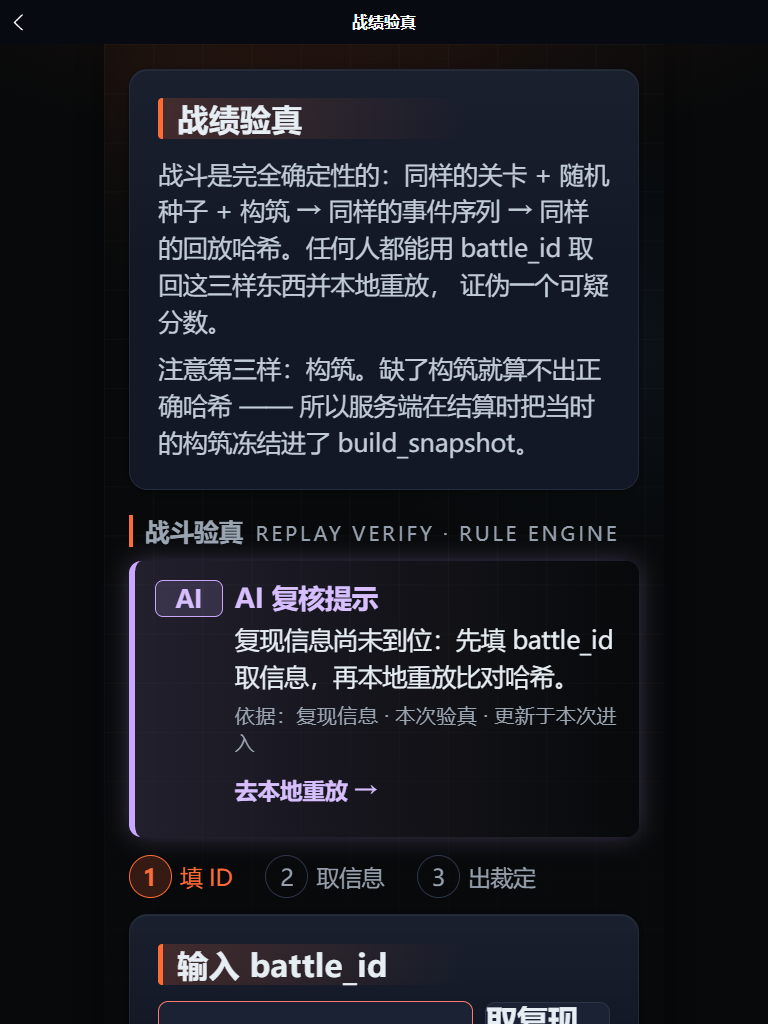 战绩验真
战绩验真
战斗是完全确定性的：同样的关卡 + 随机
种子 + 构筑 → 同样的事件序列 → 同样
的回放哈希。任何人都能用 battle_id 取
回这三样东西并本地重放， 证伪一个可疑
分数。
注意第三样：构筑。缺了构筑就算不出正
确哈希 —— 所以服务端在结算时把当时
的构筑冻结进了 build_snapshot。
战斗验真 REPLAY VERIFY · RULE ENGINE
AI AI 复核提示
复现信息尚未到位：先填 battle_id
取信息，再本地重放比对哈希。
依据：复现信息 · 本次验真 · 更新于本次进
入
去本地重放 →
1 填 ID 2 取信息 3 出裁定
输入 battle_id
取复现